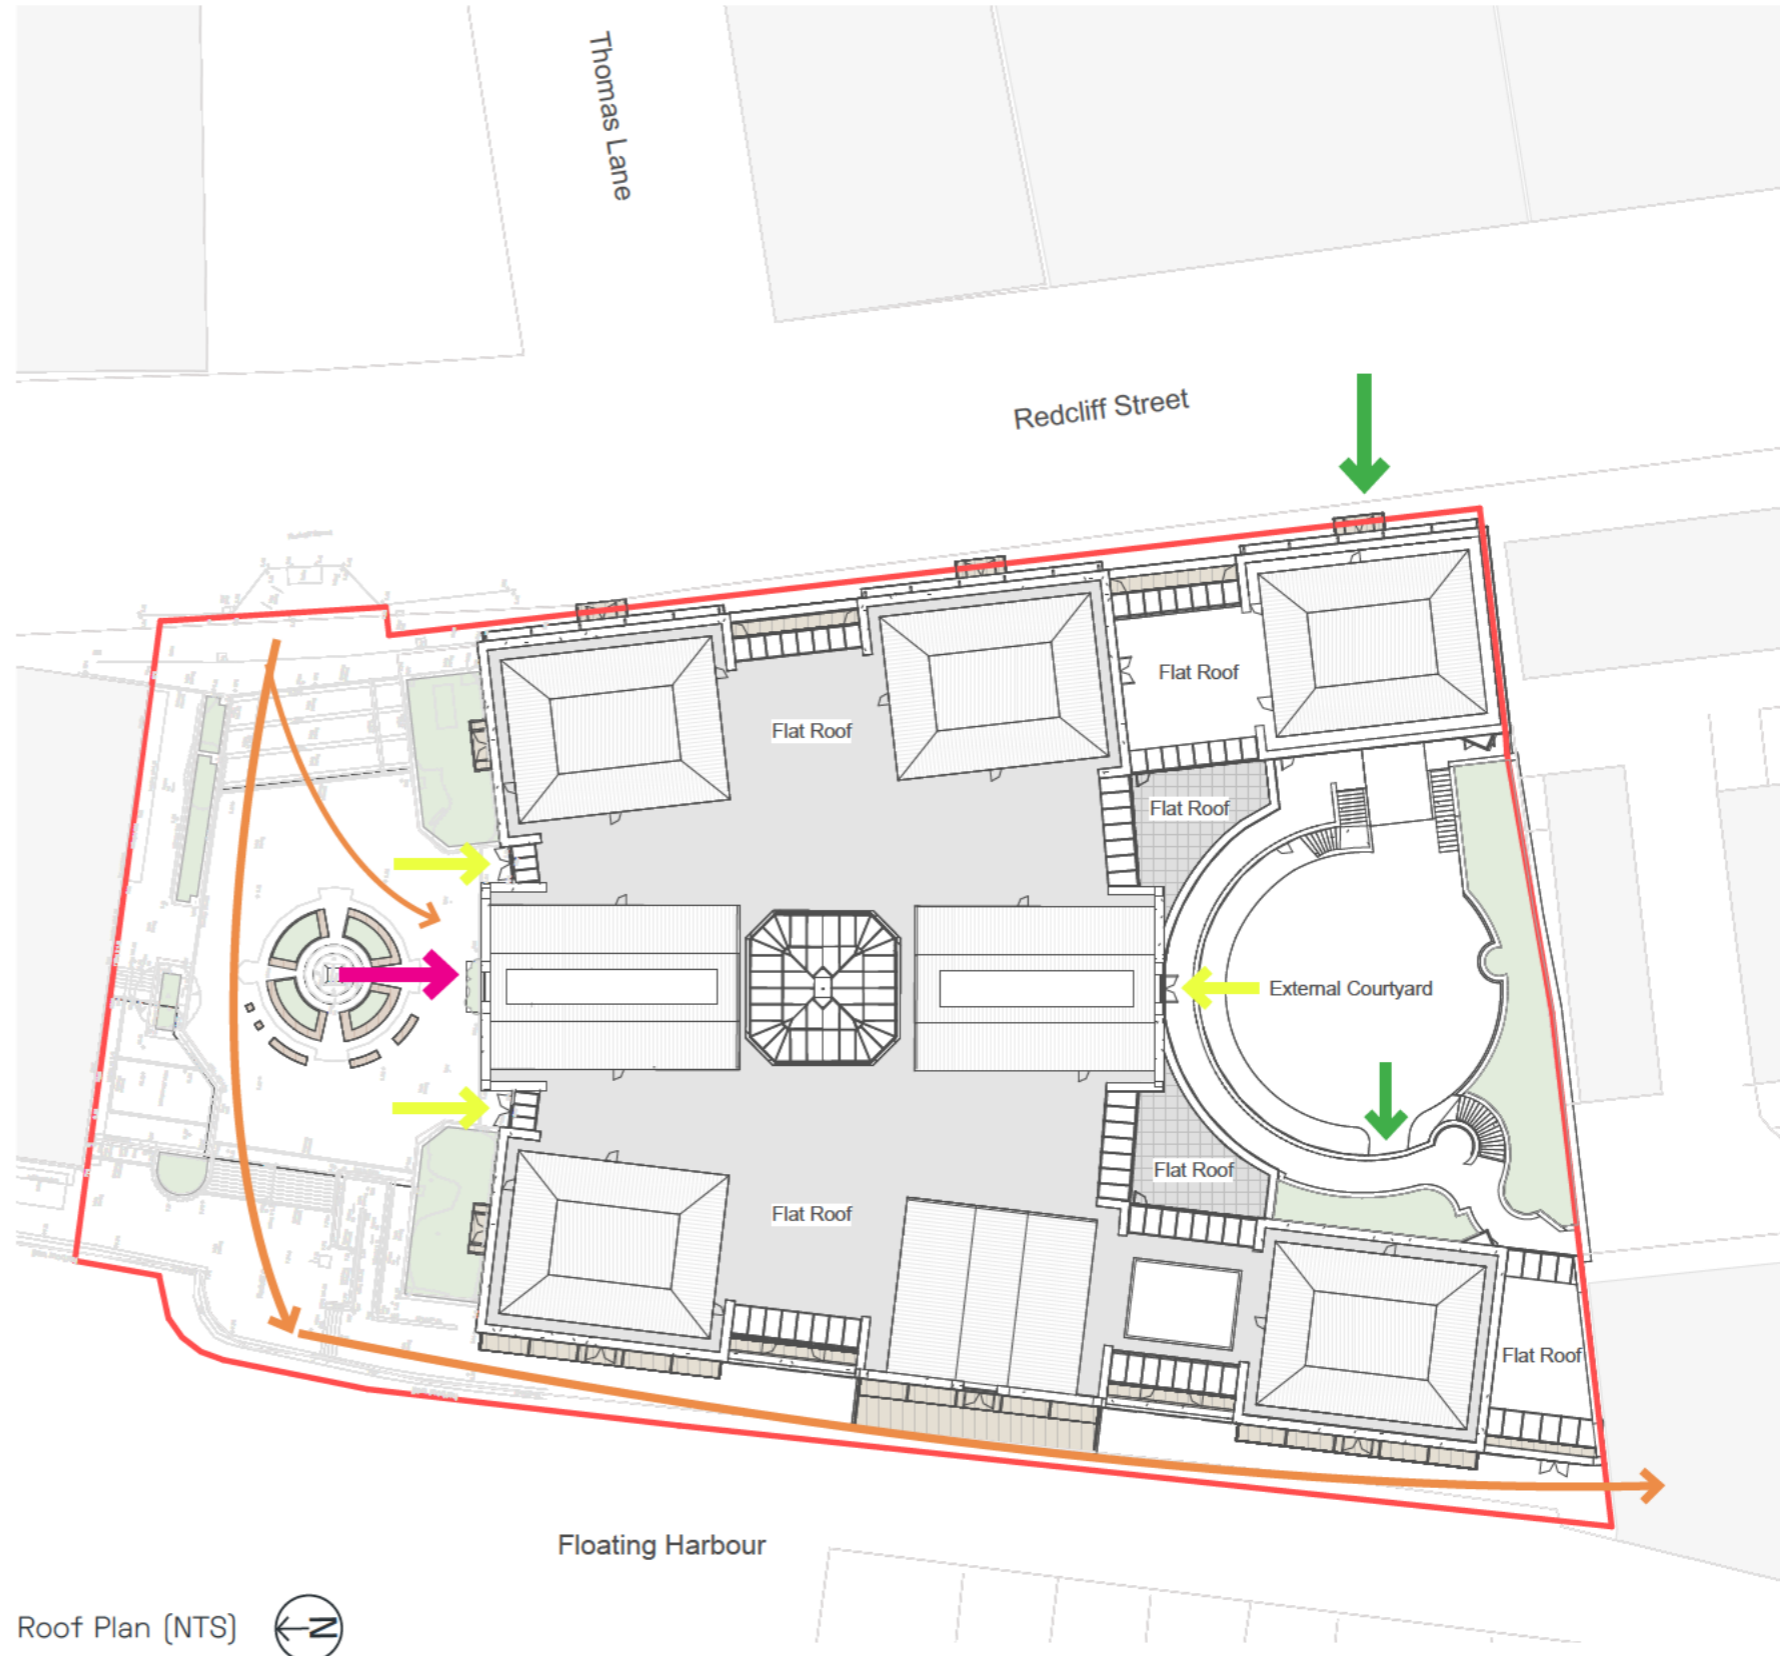 Thomas Lane
Redcliff Street
Flat Roof
Flat Roof
Flat Roof
External Courtyard
Flat Roof
Flat Roof
Flat Roof
Floating Harbour
Roof Plan (NTS)
N